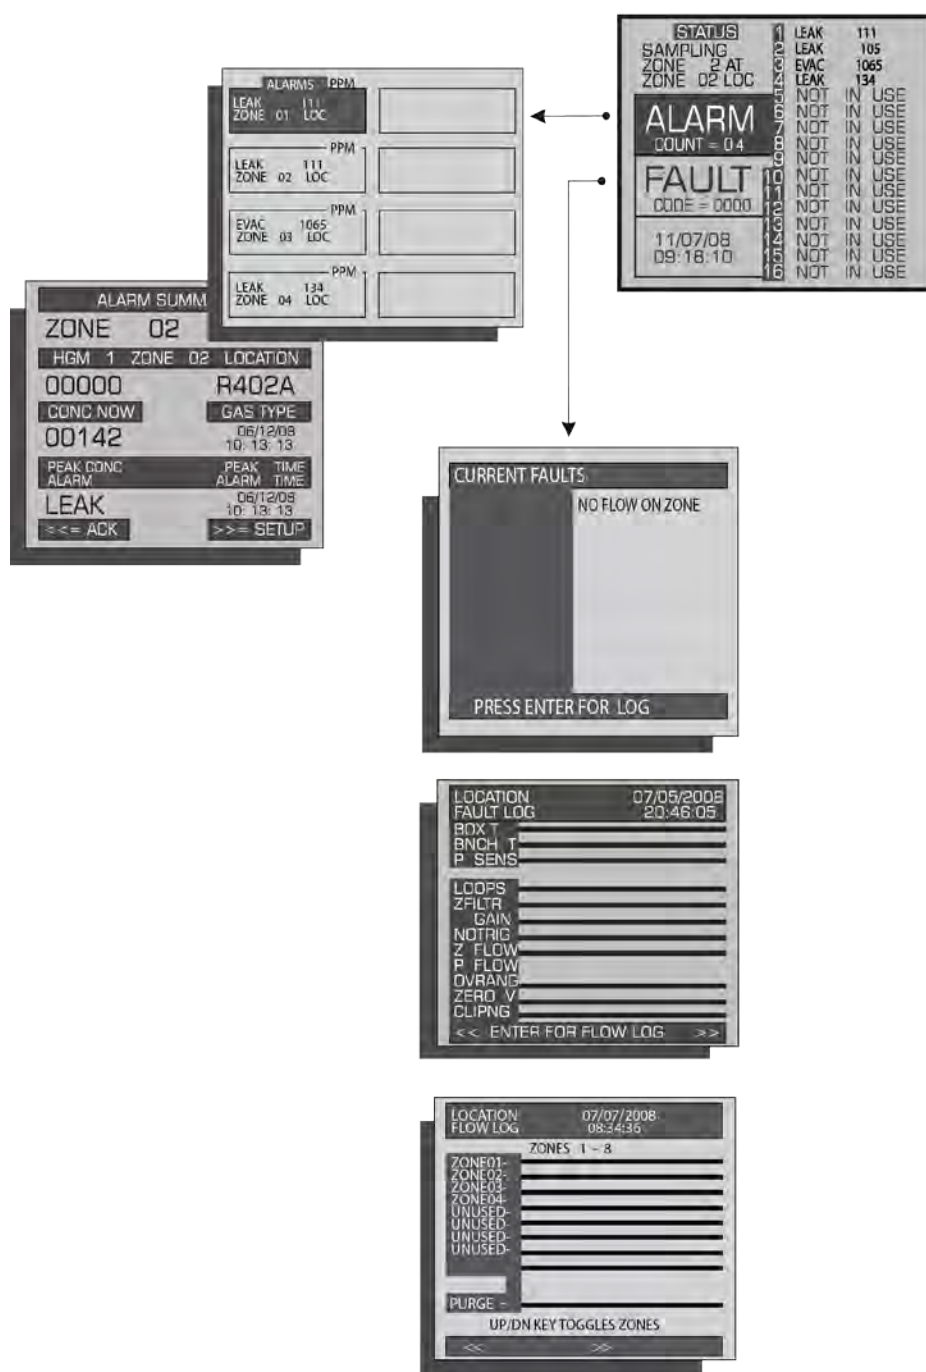 STATUS
SAMPLING
ZONE 2 AT
ZONE 02 LOC
ALARM
COUNT = 04
FAULT
CODE = 0000
11/07/08
09:18:10
1 LEAK 111
2 LEAK 105
3 EVAC 1065
4 LEAK 134
5 NOT IN USE
6 NOT IN USE
7 NOT IN USE
8 NOT IN USE
9 NOT IN USE
10 NOT IN USE
11 NOT IN USE
12 NOT IN USE
13 NOT IN USE
14 NOT IN USE
15 NOT IN USE
16 NOT IN USE
ALARMS PPM
LEAK 111
ZONE 01 LOC
PPM
LEAK 111
ZONE 02 LOC
PPM
EVAC 1065
ZONE 03 LOC
PPM
LEAK 134
ZONE 04 LOC
ALARM SUMM
ZONE 02
HGM 1 ZONE 02 LOCATION
00000 R402A
CONC NOW GAS TYPE
00142 06/12/08
10:13:13
PEAK CONC PEAK TIME
ALARM ALARM TIME
LEAK 06/12/08
10:13:13
<<= ACK >>= SETUP
CURRENT FAULTS
NO FLOW ON ZONE
PRESS ENTER FOR LOG
LOCATION 07/05/2008
FAULT LOG 20:46:05
BOX T
BNCH T
P SENS
LOOPS
ZFILTR
GAIN
NOTRIG
Z FLOW
P FLOW
OVRANG
ZERO V
CLIPNG
<< ENTER FOR FLOW LOG >>
LOCATION 07/07/2008
FLOW LOG 08:34:36
ZONES 1 - 8
ZONE01-
ZONE02-
ZONE03-
ZONE04-
UNUSED-
UNUSED-
UNUSED-
UNUSED-
PURGE -
UP/DN KEY TOGGLES ZONES
<< >>